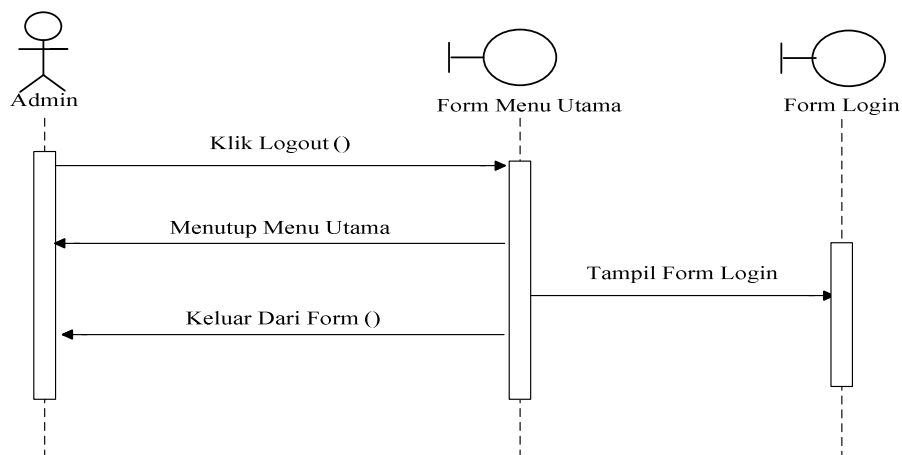 Admin
Form Menu Utama
Form Login
Klik Logout ()
Menutup Menu Utama
Tampil Form Login
Keluar Dari Form ()